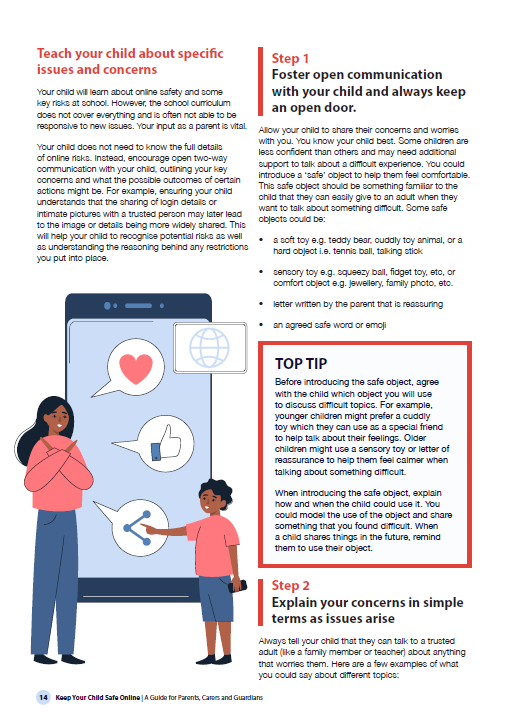 Teach your child about specific
issues and concerns
Your child will learn about online safety and some
key risks at school. However, the school curriculum
does not cover everything and is often not able to be
responsive to new issues. Your input as a parent is vital.
Your child does not need to know the full details
of online risks. Instead, encourage open two-way
communication with your child, outlining your key
concerns and what the possible outcomes of certain
actions might be. For example, ensuring your child
understands that the sharing of login details or
intimate pictures with a trusted person may later lead
to the image or details being more widely shared. This
will help your child to recognise potential risks as well
as understanding the reasoning behind any restrictions
you put into place.
Step 1
Foster open communication
with your child and always keep
an open door.
Allow your child to share their concerns and worries
with you. You know your child best. Some children are
less confident than others and may need additional
support to talk about a difficult experience. You could
introduce a ‘safe’ object to help them feel comfortable.
This safe object should be something familiar to the
child that they can easily give to an adult when they
want to talk about something difficult. Some safe
objects could be:
• a soft toy e.g. teddy bear, cuddly toy animal, or a
hard object i.e. tennis ball, talking stick
• sensory toy e.g. squeezy ball, fidget toy, etc, or
comfort object e.g. jewellery, family photo, etc.
• letter written by the parent that is reassuring
• an agreed safe word or emoji
TOP TIP
Before introducing the safe object, agree
with the child which object you will use
to discuss difficult topics. For example,
younger children might prefer a cuddly
toy which they can use as a special friend
to help talk about their feelings. Older
children might use a sensory toy or letter of
reassurance to help them feel calmer when
talking about something difficult.
When introducing the safe object, explain
how and when the child could use it. You
could model the use of the object and share
something that you found difficult. When
a child shares things in the future, remind
them to use their object.
Step 2
Explain your concerns in simple
terms as issues arise
Always tell your child that they can talk to a trusted
adult (like a family member or teacher) about anything
that worries them. Here are a few examples of what
you could say about different topics:
14 Keep Your Child Safe Online | A Guide for Parents, Carers and Guardians